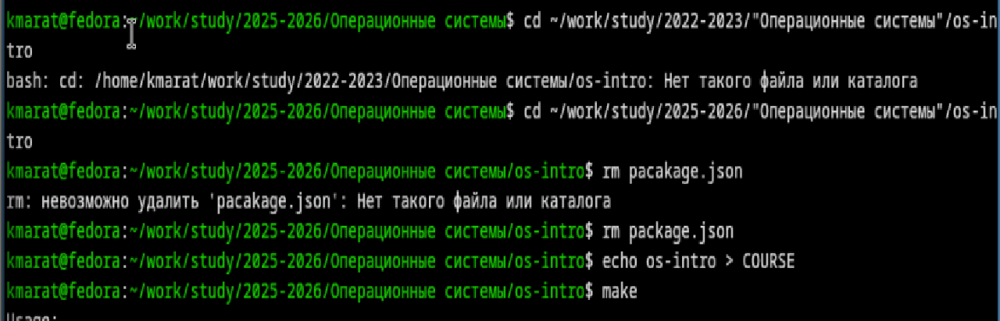 kmarat@fedora:~/work/study/2025-2026/Операционные системы$ cd ~/work/study/2022-2023/"Операционные системы"/os-in
tro
bash: cd: /home/kmarat/work/study/2022-2023/Операционные системы/os-intro: Нет такого файла или каталога
kmarat@fedora:~/work/study/2025-2026/Операционные системы$ cd ~/work/study/2025-2026/"Операционные системы"/os-in
tro
kmarat@fedora:~/work/study/2025-2026/Операционные системы/os-intro$ rm pacakage.json
rm: невозможно удалить 'pacakage.json': Нет такого файла или каталога
kmarat@fedora:~/work/study/2025-2026/Операционные системы/os-intro$ rm package.json
kmarat@fedora:~/work/study/2025-2026/Операционные системы/os-intro$ echo os-intro > COURSE
kmarat@fedora:~/work/study/2025-2026/Операционные системы/os-intro$ make
Usage: